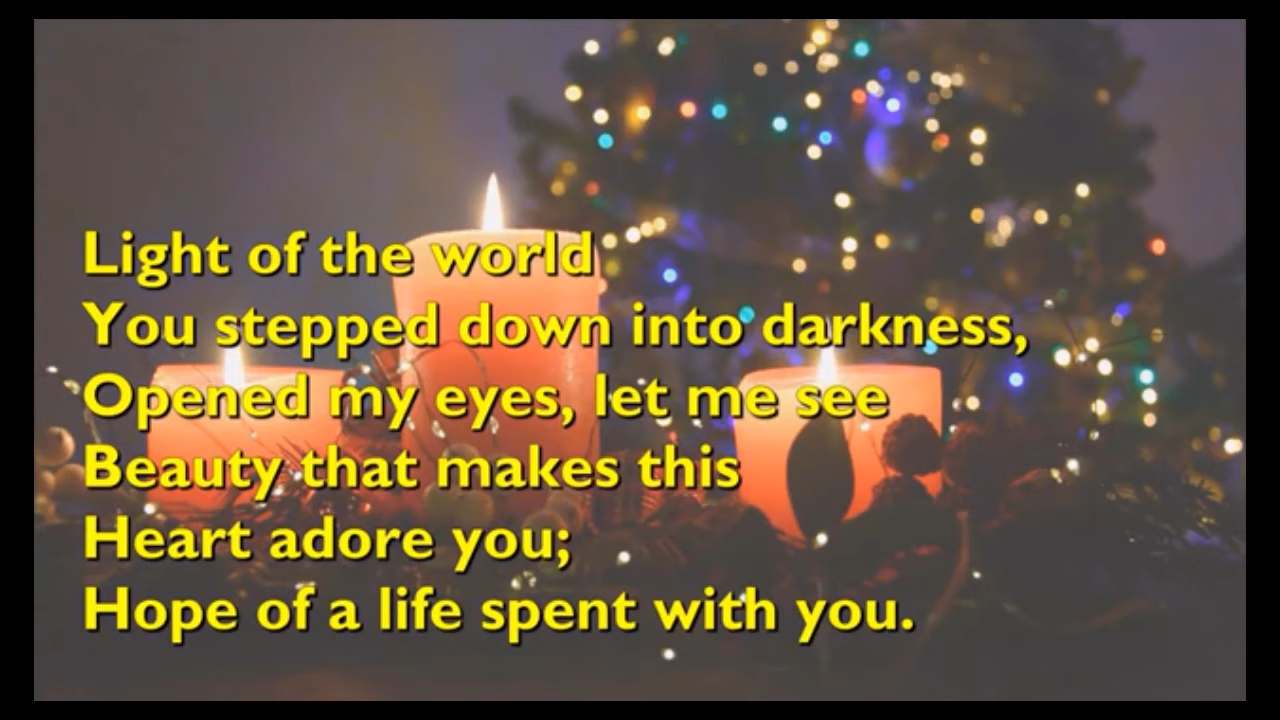 Light of the world
You stepped down into darkness,
Opened my eyes, let me see
Beauty that makes this
Heart adore you;
Hope of a life spent with you.